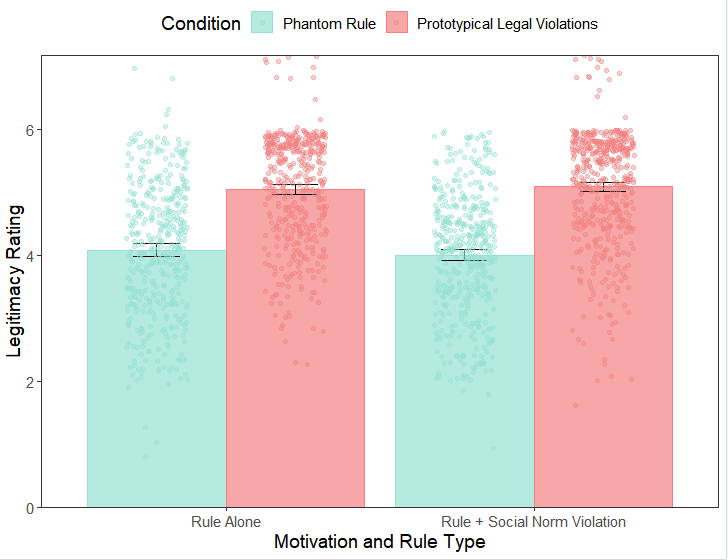 Condition Phantom Rule Prototypical Legal Violations
6
4
2
0
Legitimacy Rating
Rule Alone Rule + Social Norm Violation
Motivation and Rule Type